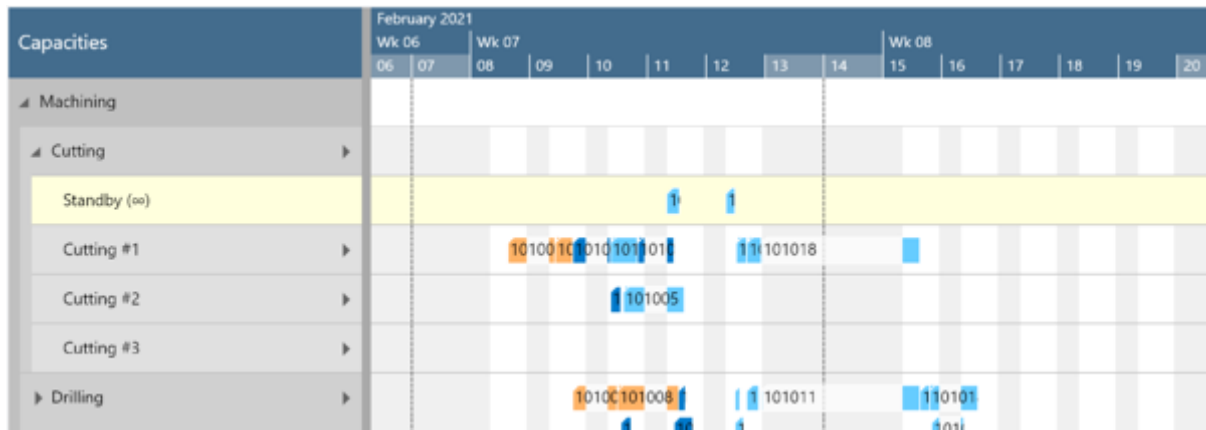 February 2021
Capacities
Wk 06 Wk 07 Wk 08
06 07 08 09 10 11 12 13 14 15 16 17 18 19 20
Machining
Cutting
Standby (∞)
Cutting #1 101018
Cutting #2 101005
Cutting #3
Drilling 101008 101011